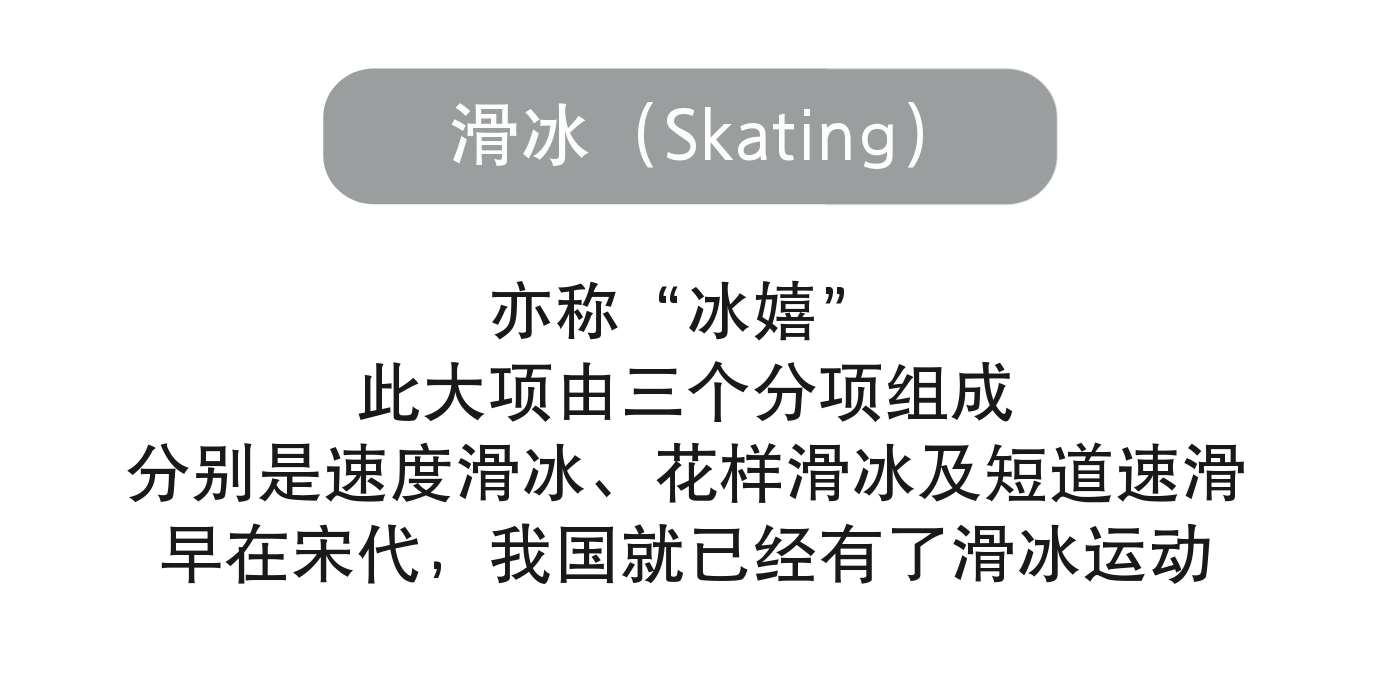 滑冰（Skating）
亦称“冰嬉”
此大项由三个分项组成
分别是速度滑冰、花样滑冰及短道速滑
早在宋代，我国就已经有了滑冰运动